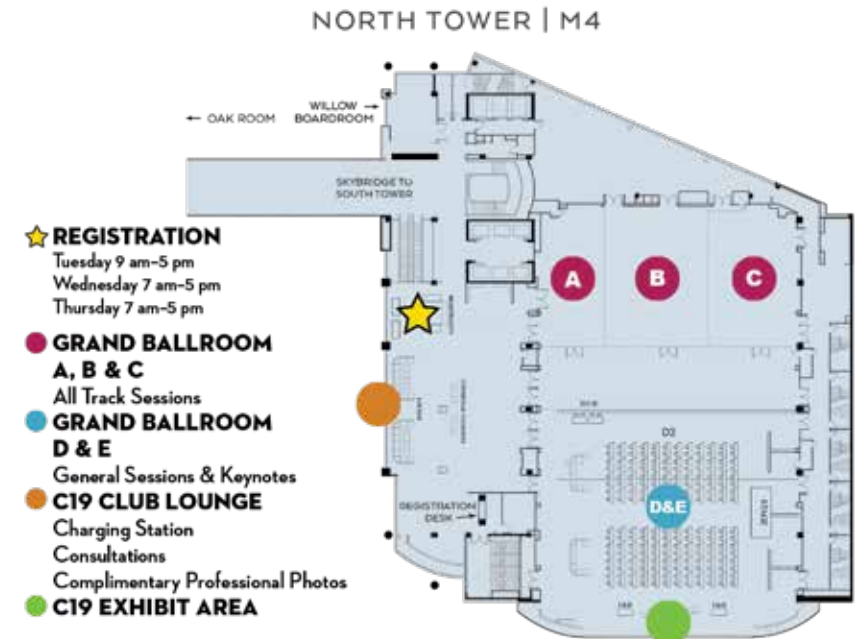 NORTH TOWER | M4
← OAK ROOM
WILLOW →
BOARDROOM
SKYBRIDGE TO
SOUTH TOWER
REGISTRATION
Tuesday 9 am–5 pm
Wednesday 7 am–5 pm
Thursday 7 am–5 pm
GRAND BALLROOM
A, B & C
All Track Sessions
GRAND BALLROOM
D & E
General Sessions & Keynotes
C19 CLUB LOUNGE
Charging Station
Consultations
Complimentary Professional Photos
C19 EXHIBIT AREA
A
B
C
D2
D&E
REGISTRATION
DESK →